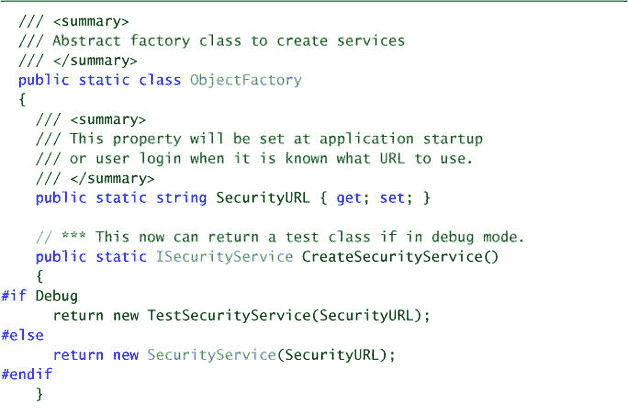 /// <summary>
/// Abstract factory class to create services
/// </summary>
public static class ObjectFactory
{
/// <summary>
/// This property will be set at application startup
/// or user login when it is known what URL to use.
/// </summary>
public static string SecurityURL { get; set; }
// *** This now can return a test class if in debug mode.
public static ISecurityService CreateSecurityService()
{
#if Debug
return new TestSecurityService(SecurityURL);
#else
return new SecurityService(SecurityURL);
#endif
}